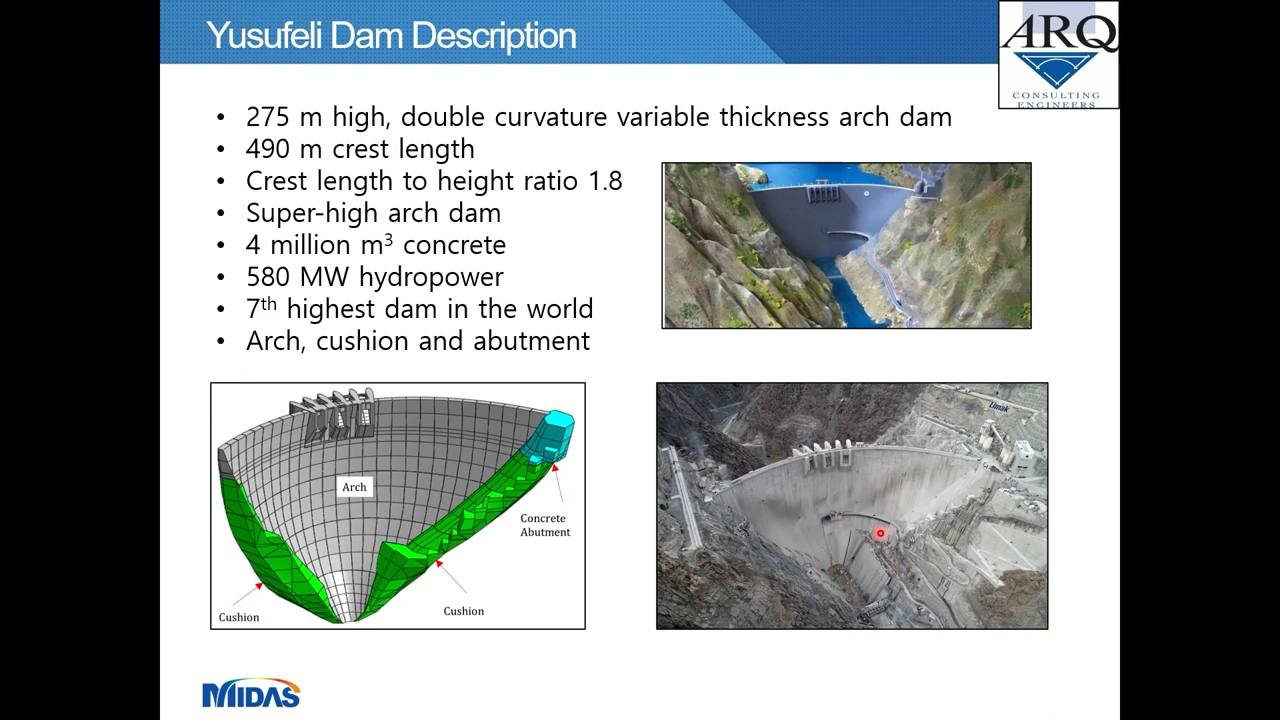 Yusufeli Dam Description
ARQ
CONSULTING
ENGINEERS
• 275 m high, double curvature variable thickness arch dam
• 490 m crest length
• Crest length to height ratio 1.8
• Super-high arch dam
• 4 million m³ concrete
• 580 MW hydropower
• 7th highest dam in the world
• Arch, cushion and abutment
Arch
Concrete
Abutment
Cushion
Cushion
Limak
MIDAS